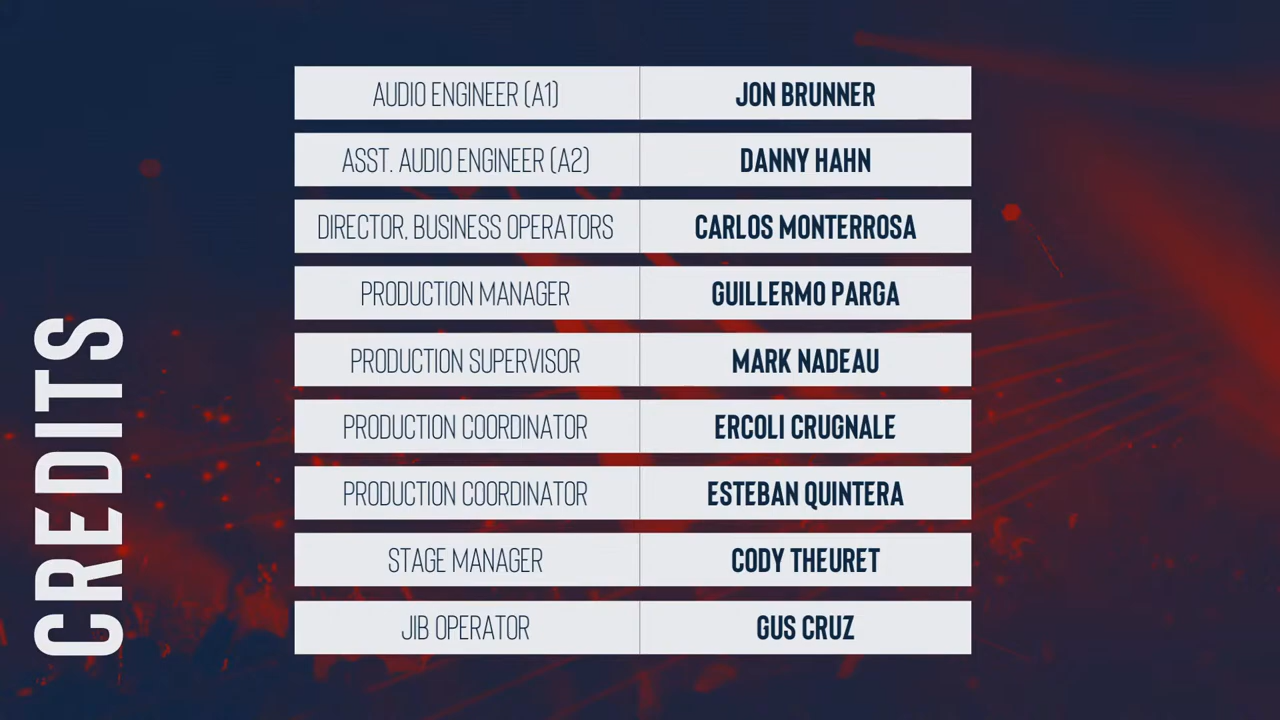 CREDITS
AUDIO ENGINEER (A1) JON BRUNNER
ASST. AUDIO ENGINEER (A2) DANNY HAHN
DIRECTOR, BUSINESS OPERATORS CARLOS MONTERROSA
PRODUCTION MANAGER GUILLERMO PARGA
PRODUCTION SUPERVISOR MARK NADEAU
PRODUCTION COORDINATOR ERCOLI CRUGNALE
PRODUCTION COORDINATOR ESTEBAN QUINTERA
STAGE MANAGER CODY THEURET
JIB OPERATOR GUS CRUZ